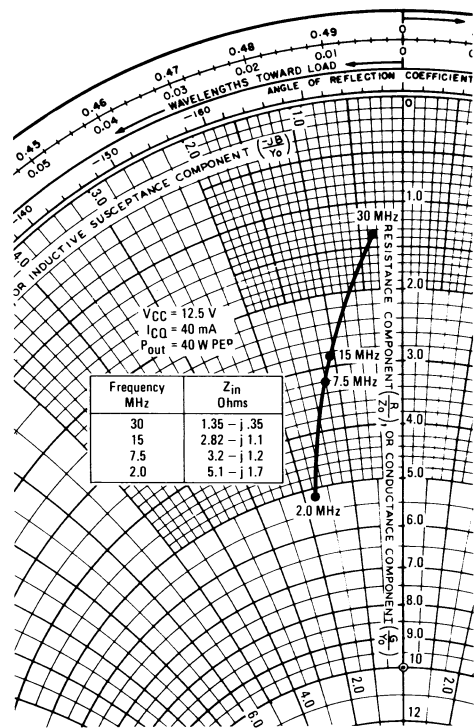 0.49
0
0.48
0.01
0
0.47
0.02
0.46
0.03
WAVELENGTHS TOWARD LOAD
0.04
ANGLE OF REFLECTION COEFFICIENT
0.45
0.05
-160
-150
-140
0
1.0
2.0
3.0
4.0
OR INDUCTIVE SUSCEPTANCE COMPONENT (-JB/Yo)
1.0
30 MHz
2.0
VCC = 12.5 V
ICQ = 40 mA
Pout = 40 W PEP
15 MHz
3.0
7.5 MHz
RESISTANCE COMPONENT (R/Zo), OR CONDUCTANCE COMPONENT (G/Yo)
Frequency MHz Zin Ohms
30 1.35 – j .35
15 2.82 – j 1.1
7.5 3.2 – j 1.2
2.0 5.1 – j 1.7
4.0
5.0
2.0 MHz
6.0
7.0
8.0
9.0
10
2.0
2.0
4.0
6.0
12